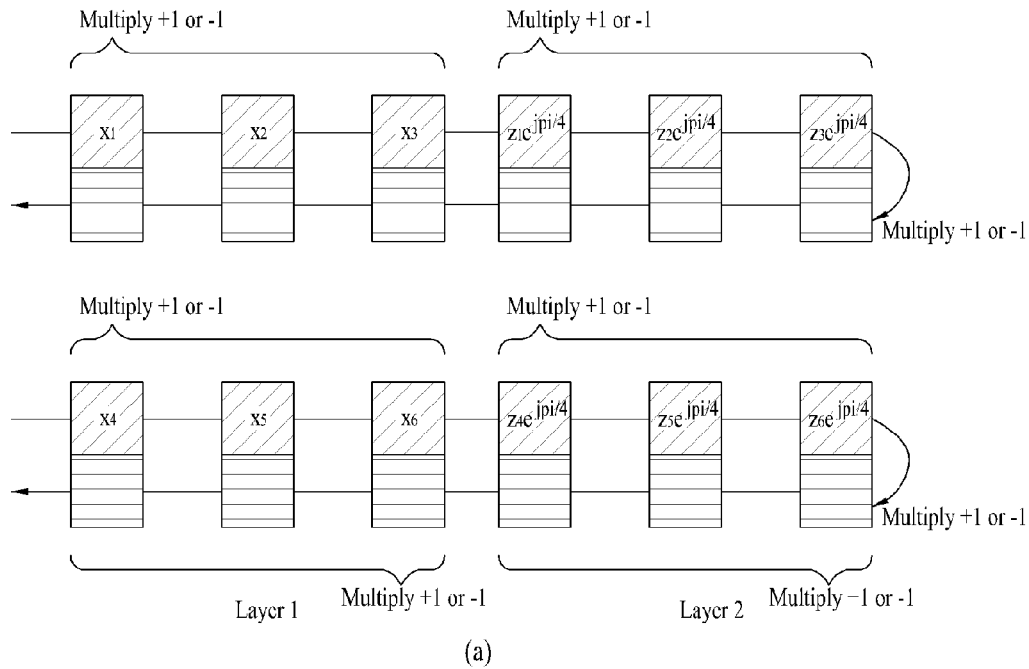 Multiply +1 or -1 Multiply +1 or -1
x1 x2 x3 z1e jpi/4 z2e jpi/4 z3e jpi/4
Multiply +1 or -1
Multiply +1 or -1 Multiply +1 or -1
x4 x5 x6 z4e jpi/4 z5e jpi/4 z6e jpi/4
Multiply +1 or -1
Multiply +1 or -1 Multiply +1 or -1
Layer 1 Layer 2
(a)